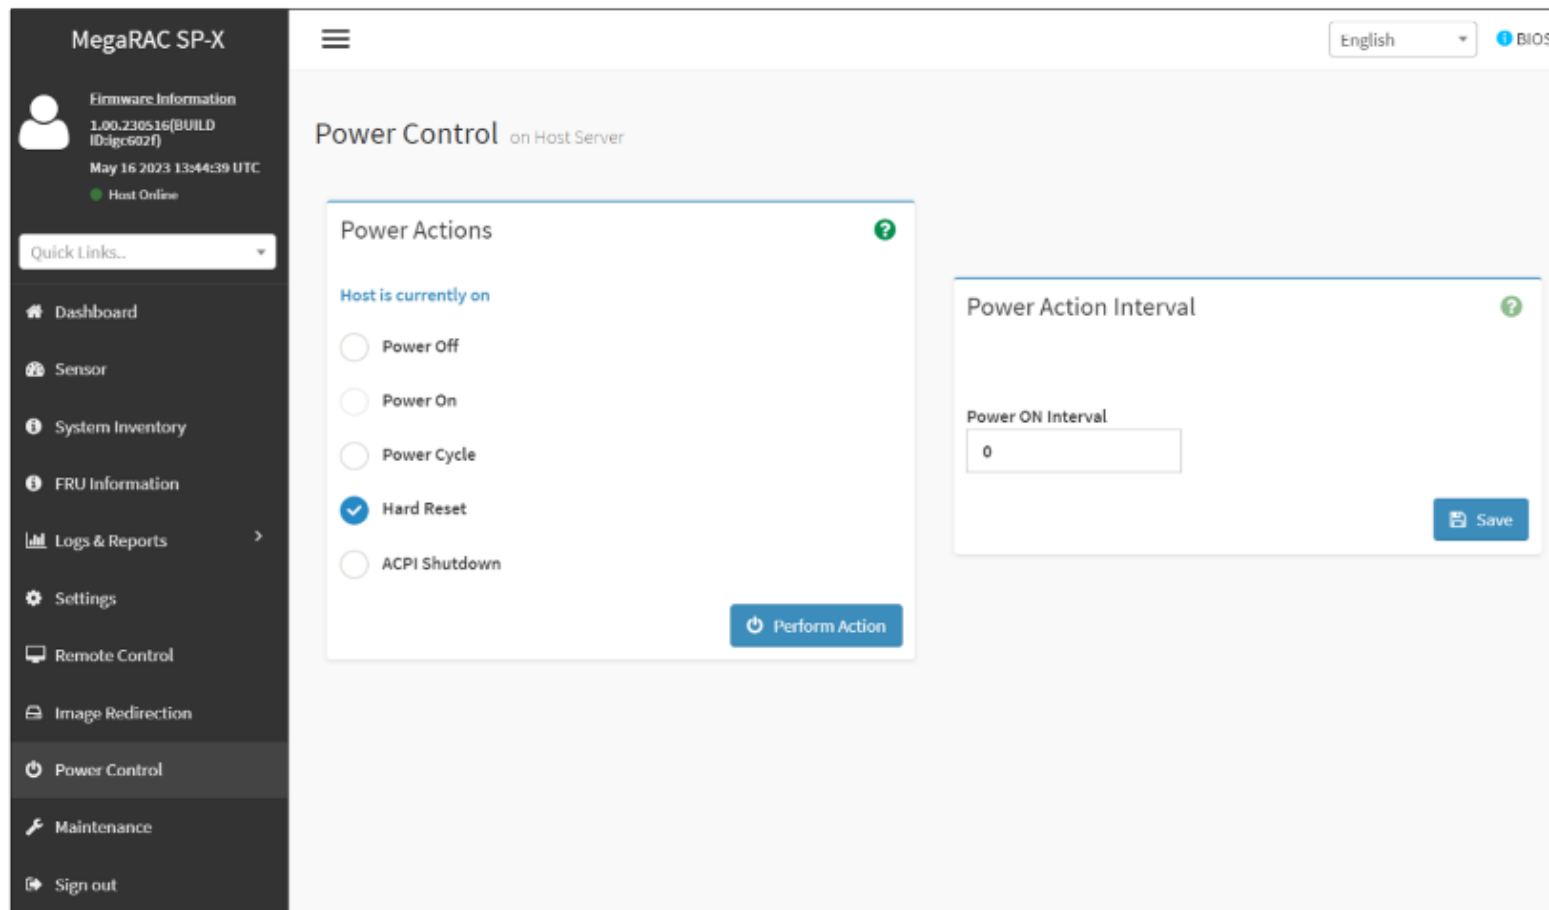 MegaRAC SP-X
Firmware Information
1.00.230516(BUILD
ID:igc602f)
May 16 2023 13:44:39 UTC
Host Online
Quick Links..
Dashboard
Sensor
System Inventory
FRU Information
Logs & Reports
Settings
Remote Control
Image Redirection
Power Control
Maintenance
Sign out
English
BIOS
Power Control on Host Server
Power Actions
Host is currently on
Power Off
Power On
Power Cycle
Hard Reset
ACPI Shutdown
Perform Action
Power Action Interval
Power ON Interval
0
Save